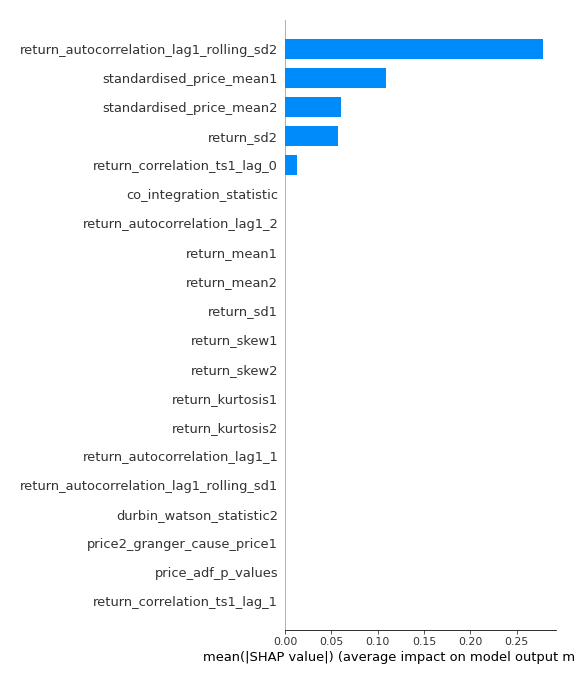 return_autocorrelation_lag1_rolling_sd2
standardised_price_mean1
standardised_price_mean2
return_sd2
return_correlation_ts1_lag_0
co_integration_statistic
return_autocorrelation_lag1_2
return_mean1
return_mean2
return_sd1
return_skew1
return_skew2
return_kurtosis1
return_kurtosis2
return_autocorrelation_lag1_1
return_autocorrelation_lag1_rolling_sd1
durbin_watson_statistic2
price2_granger_cause_price1
price_adf_p_values
return_correlation_ts1_lag_1
0.00 0.05 0.10 0.15 0.20 0.25
mean(|SHAP value|) (average impact on model output m